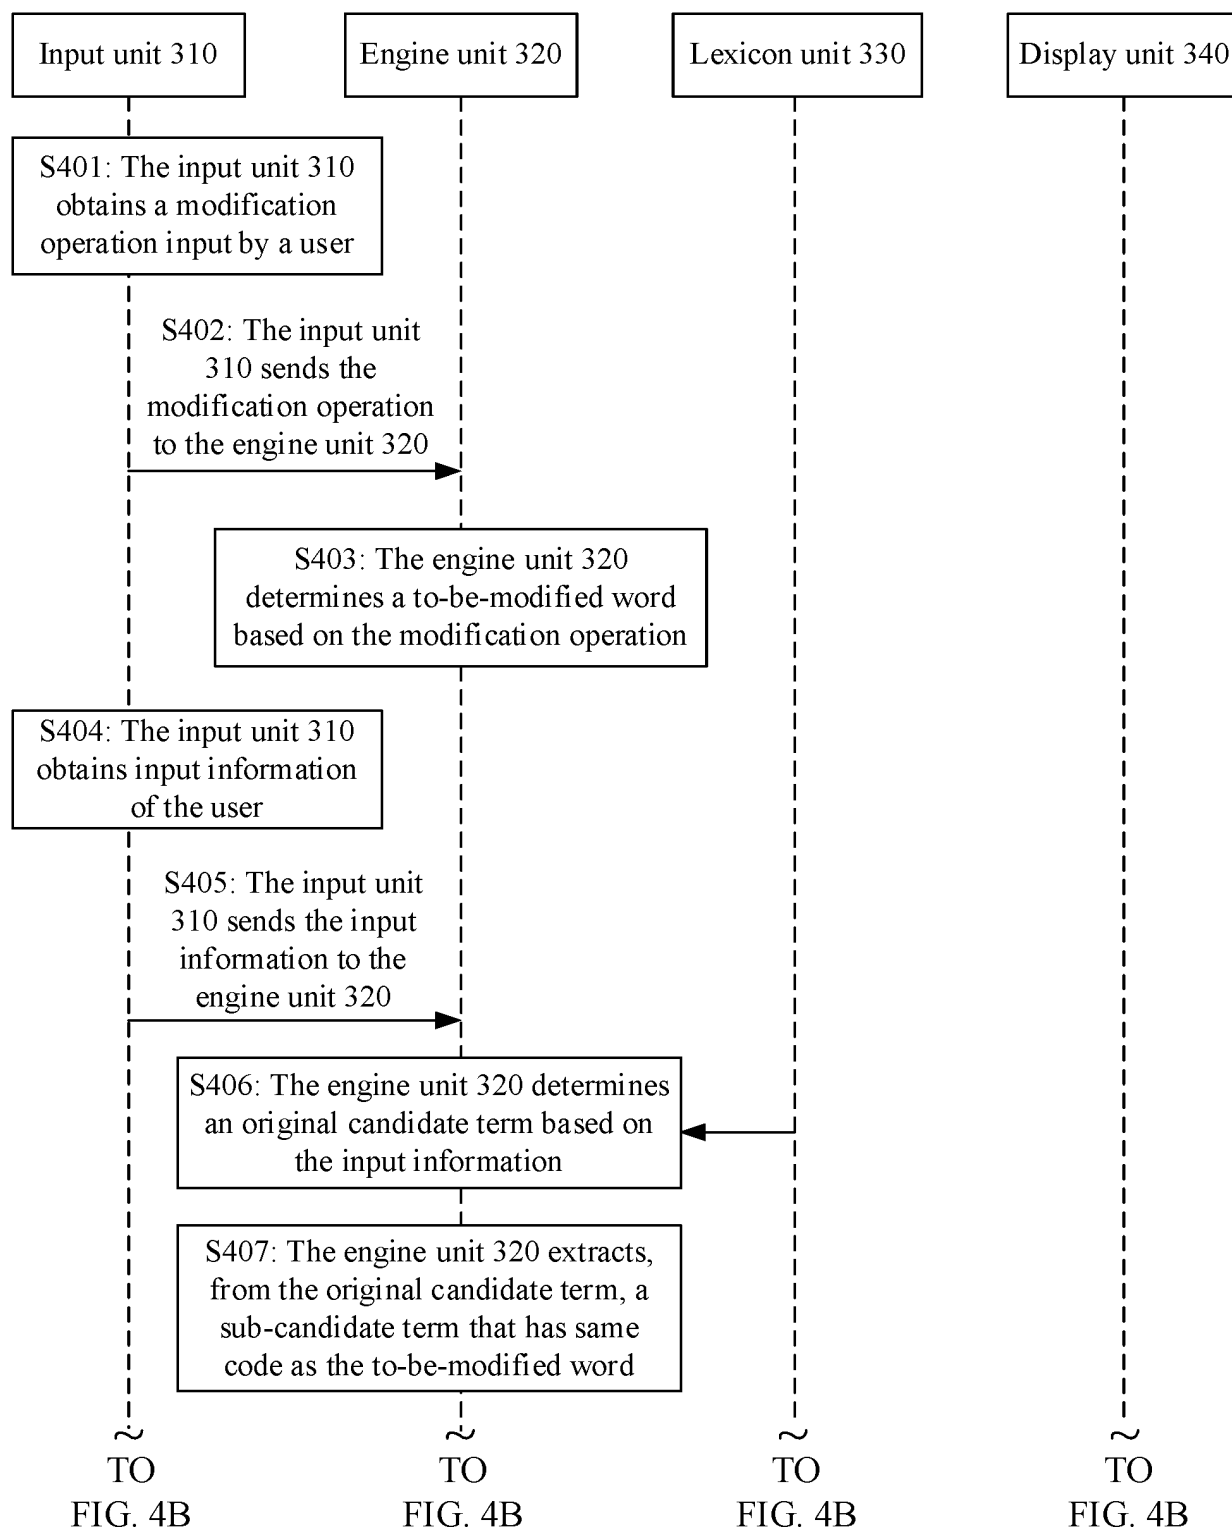 Input unit 310
Engine unit 320
Lexicon unit 330
Display unit 340
S401: The input unit 310
obtains a modification
operation input by a user
S402: The input unit
310 sends the
modification operation
to the engine unit 320
S403: The engine unit 320
determines a to-be-modified word
based on the modification operation
S404: The input unit 310
obtains input information
of the user
S405: The input unit
310 sends the input
information to the
engine unit 320
S406: The engine unit 320 determines
an original candidate term based on
the input information
S407: The engine unit 320 extracts,
from the original candidate term, a
sub-candidate term that has same
code as the to-be-modified word
TO
FIG. 4B
TO
FIG. 4B
TO
FIG. 4B
TO
FIG. 4B